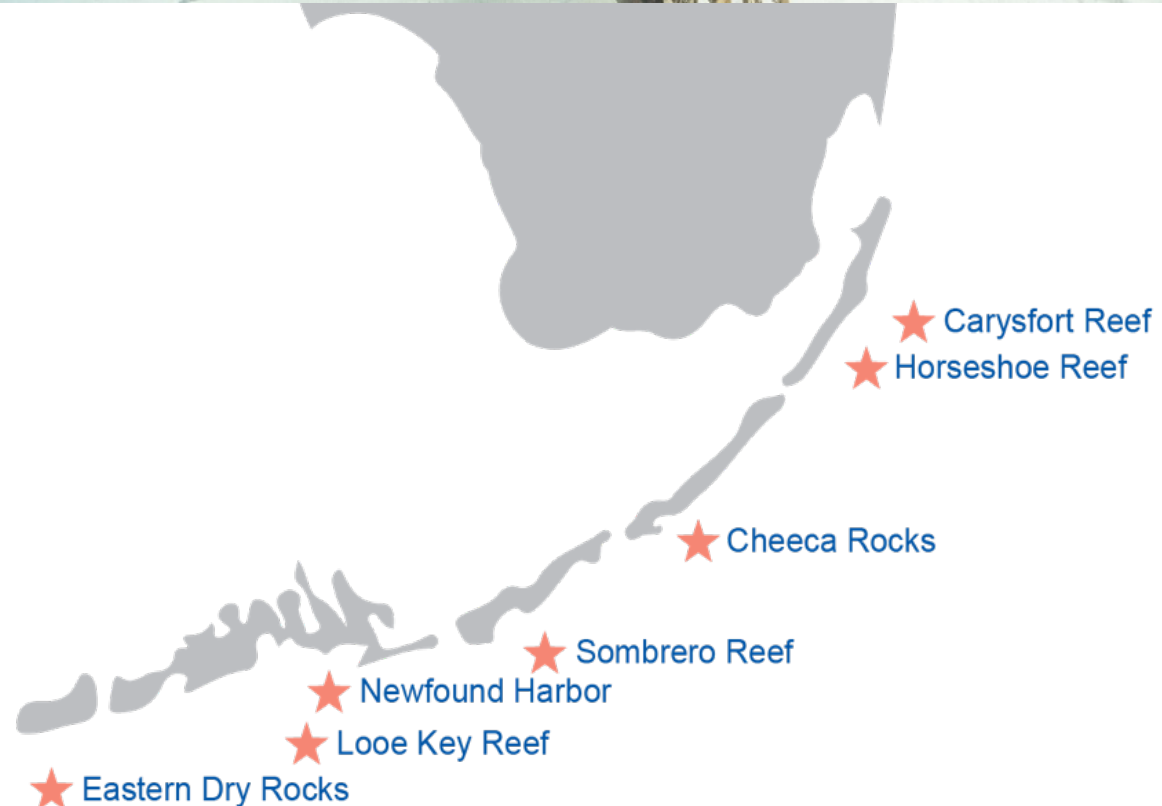 Carysfort Reef
Horseshoe Reef
Cheeca Rocks
Sombrero Reef
Newfound Harbor
Looe Key Reef
Eastern Dry Rocks